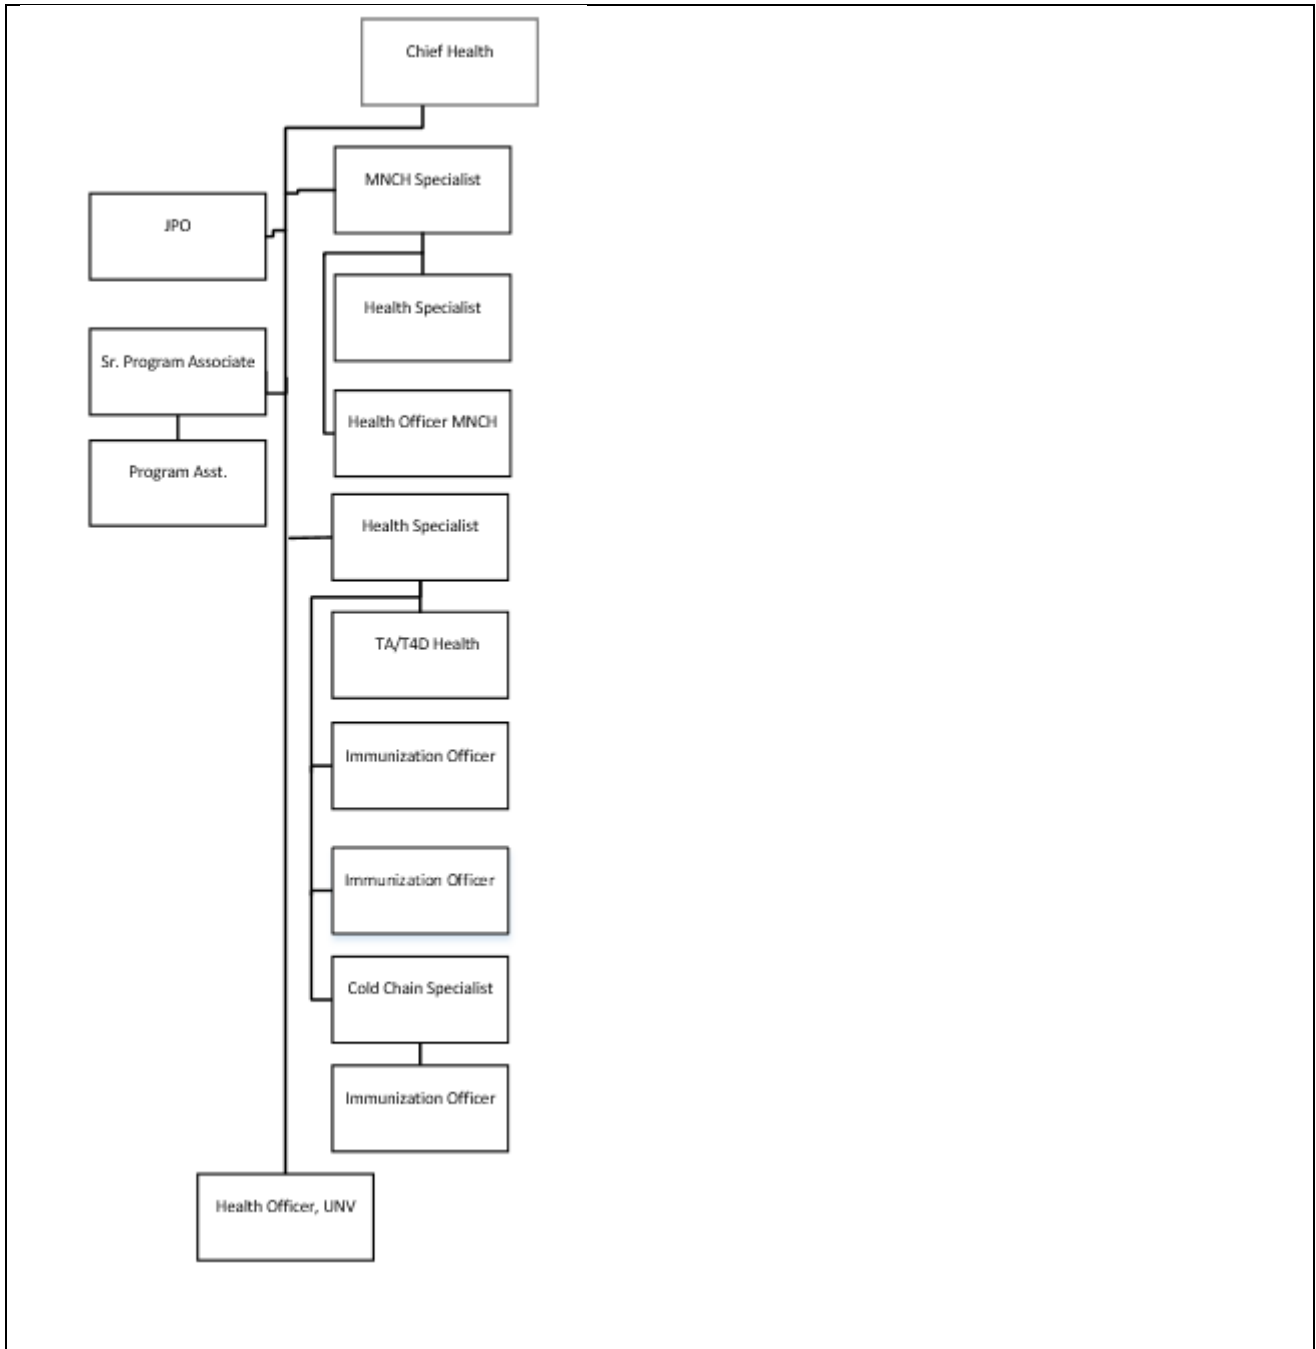 Chief Health
MNCH Specialist
JPO
Health Specialist
Sr. Program Associate
Health Officer MNCH
Program Asst.
Health Specialist
TA/T4D Health
Immunization Officer
Immunization Officer
Cold Chain Specialist
Immunization Officer
Health Officer, UNV